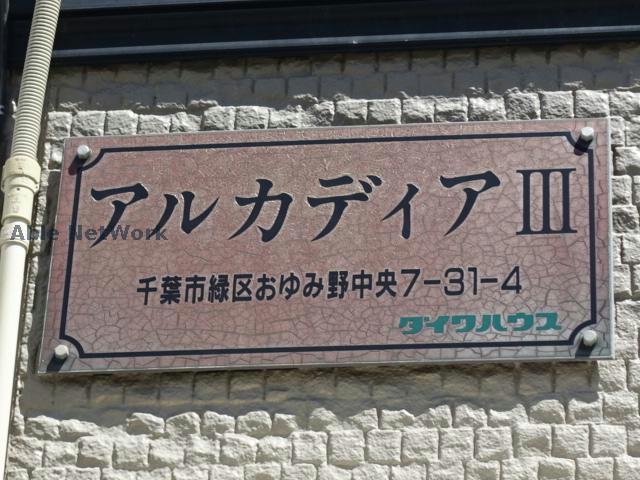 アルカディアIII
Able NetWork
千葉市緑区おゆみ野中央7-31-4
ダイワハウス